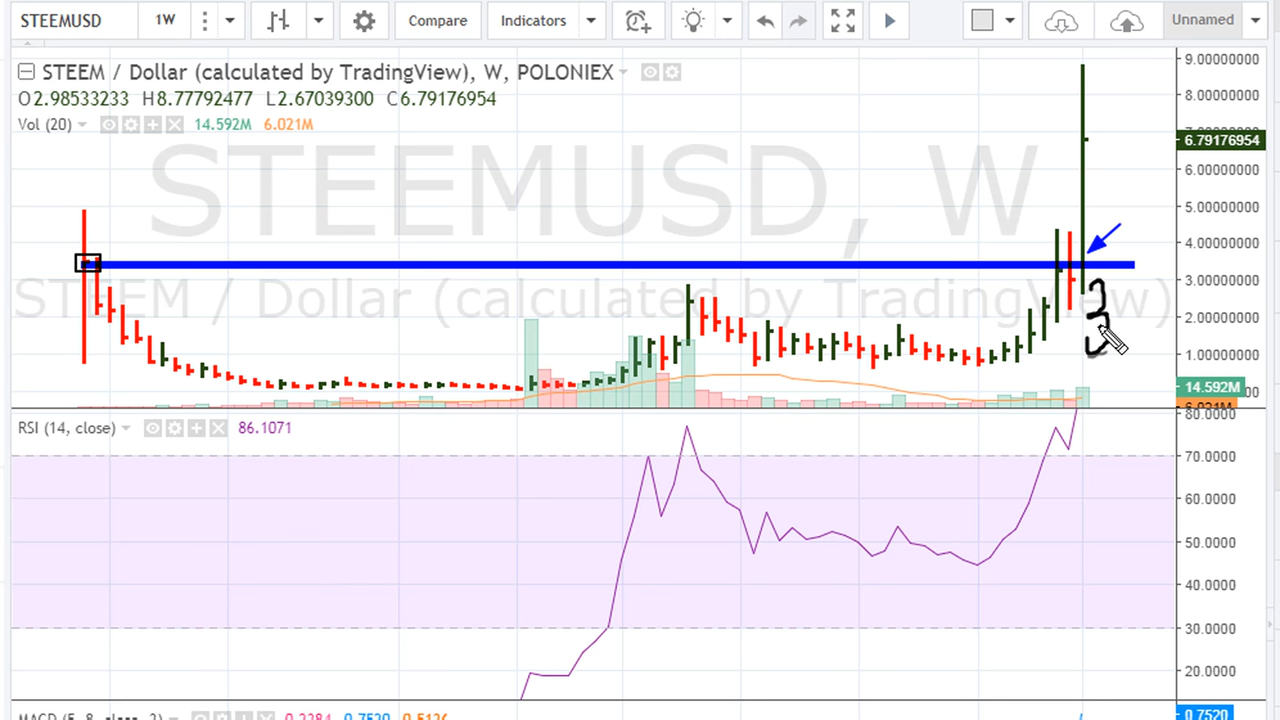 STEEMUSD 1W Compare Indicators Unnamed
STEEM / Dollar (calculated by TradingView), W, POLONIEX
O2.98533233 H8.77792477 L2.67039300 C6.79176954
Vol (20) 14.592M 6.021M
STEEMUSD, W
STEEM / Dollar (calculated by TradingView)
9.00000000
8.00000000
6.79176954
6.00000000
5.00000000
4.00000000
3.00000000
2.00000000
1.00000000
14.592M
6.021M
RSI (14, close) 86.1071
80.0000
70.0000
60.0000
50.0000
40.0000
30.0000
20.0000
0.7520